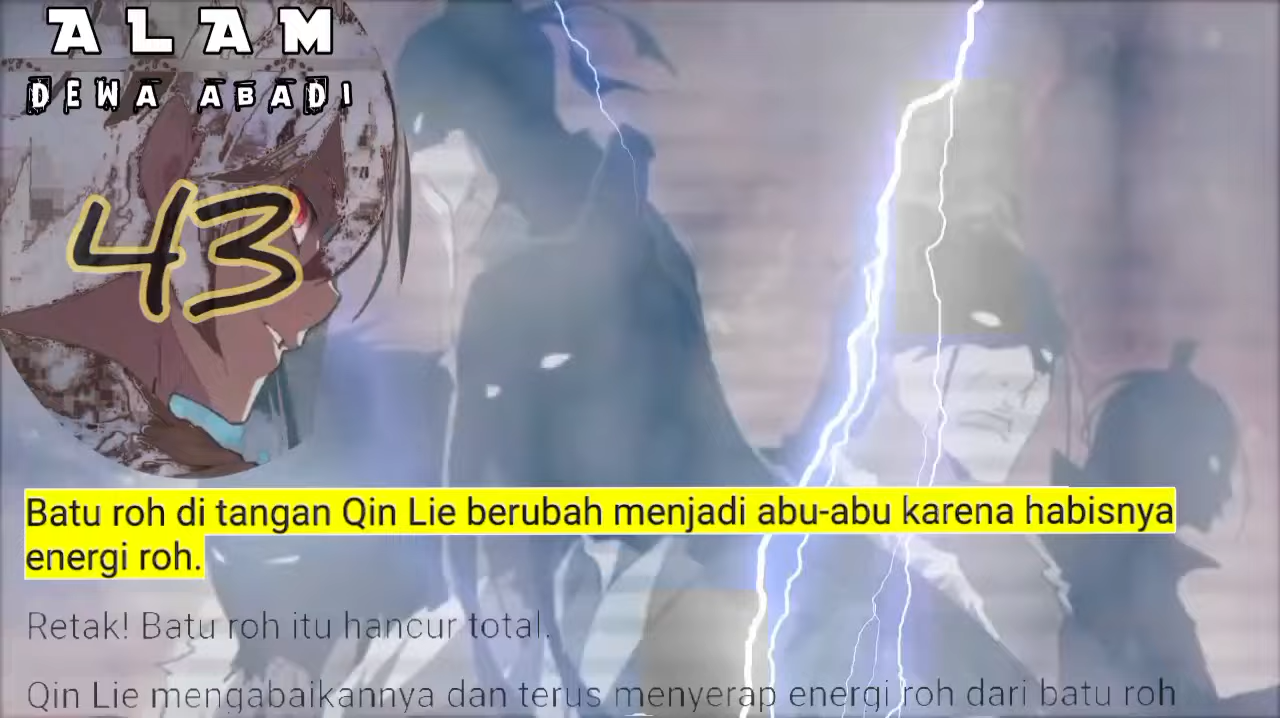 ALAM
DEWA ABADI
43
Batu roh di tangan Qin Lie berubah menjadi abu-abu karena habisnya
energi roh.
Retak! Batu roh itu hancur total.
Qin Lie mengabaikannya dan terus menyerap energi roh dari batu roh